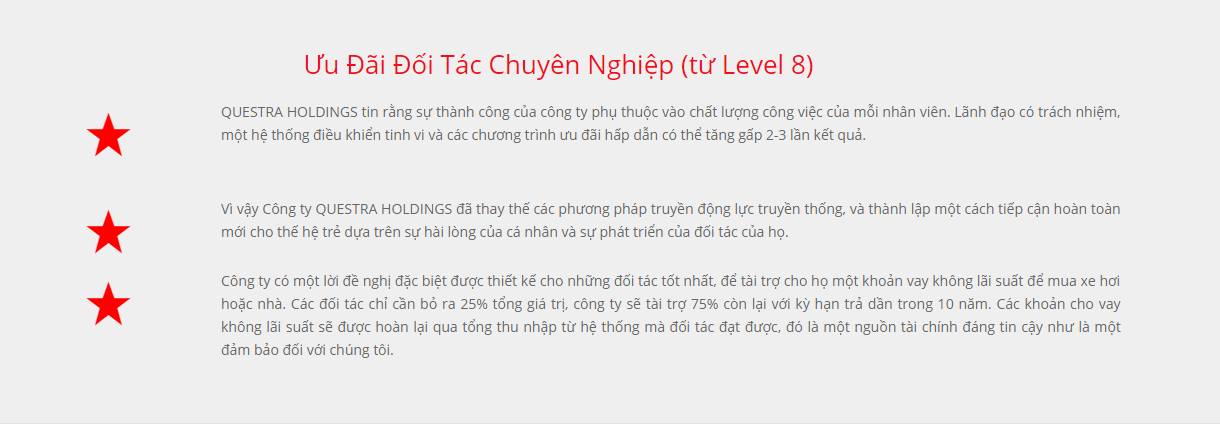 Ưu Đãi Đối Tác Chuyên Nghiệp (từ Level 8)
QUESTRA HOLDINGS tin rằng sự thành công của công ty phụ thuộc vào chất lượng công việc của mỗi nhân viên. Lãnh đạo có trách nhiệm,
một hệ thống điều khiển tinh vi và các chương trình ưu đãi hấp dẫn có thể tăng gấp 2-3 lần kết quả.
Vì vậy Công ty QUESTRA HOLDINGS đã thay thế các phương pháp truyền động lực truyền thống, và thành lập một cách tiếp cận hoàn toàn
mới cho thế hệ trẻ dựa trên sự hài lòng của cá nhân và sự phát triển của đối tác của họ.
Công ty có một lời đề nghị đặc biệt được thiết kế cho những đối tác tốt nhất, để tài trợ cho họ một khoản vay không lãi suất để mua xe hơi
hoặc nhà. Các đối tác chỉ cần bỏ ra 25% tổng giá trị, công ty sẽ tài trợ 75% còn lại với kỳ hạn trả dần trong 10 năm. Các khoản cho vay
không lãi suất sẽ được hoàn lại qua tổng thu nhập từ hệ thống mà đối tác đạt được, đó là một nguồn tài chính đáng tin cậy như là một
đảm bảo đối với chúng tôi.